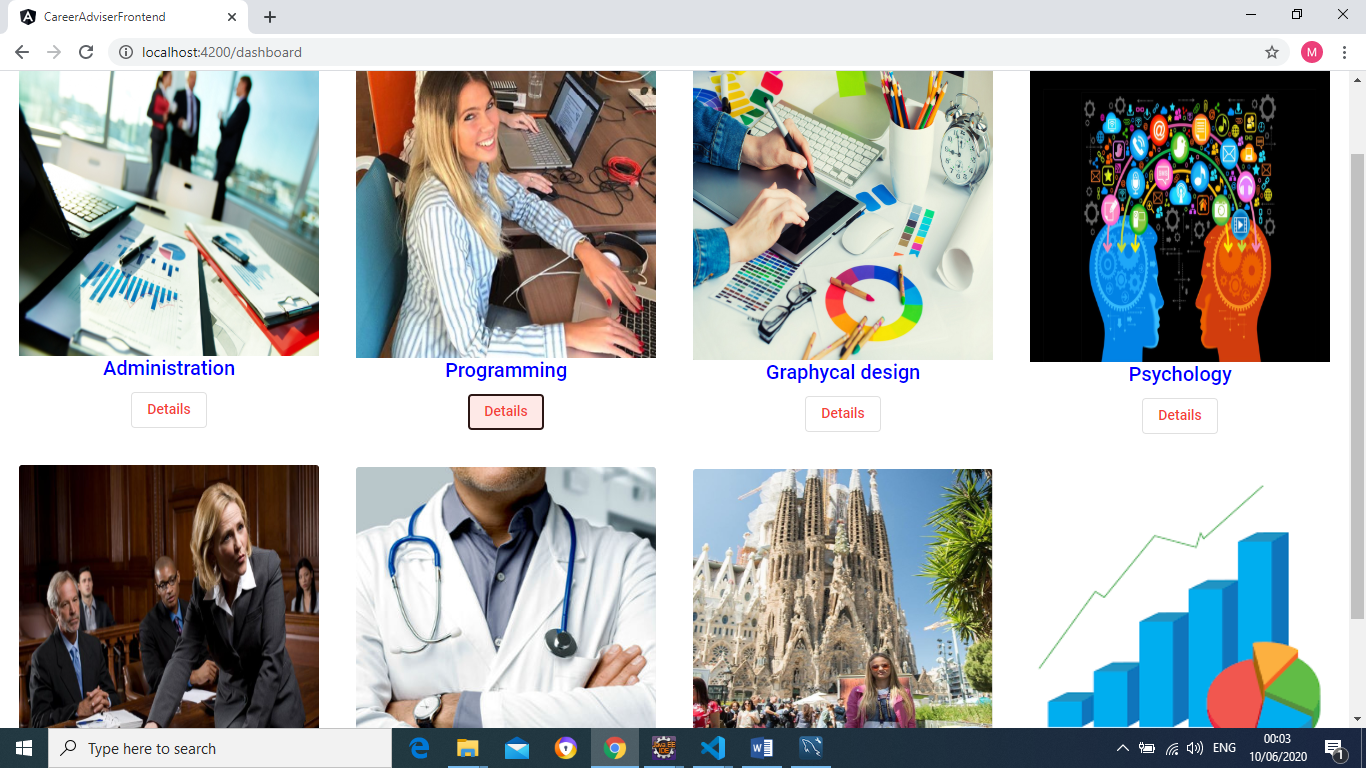 CareerAdviserFrontend
localhost:4200/dashboard
M
Administration
Programming
Graphycal design
Psychology
Details
Details
Details
Details
Type here to search
ENG
00:03
10/06/2020
1